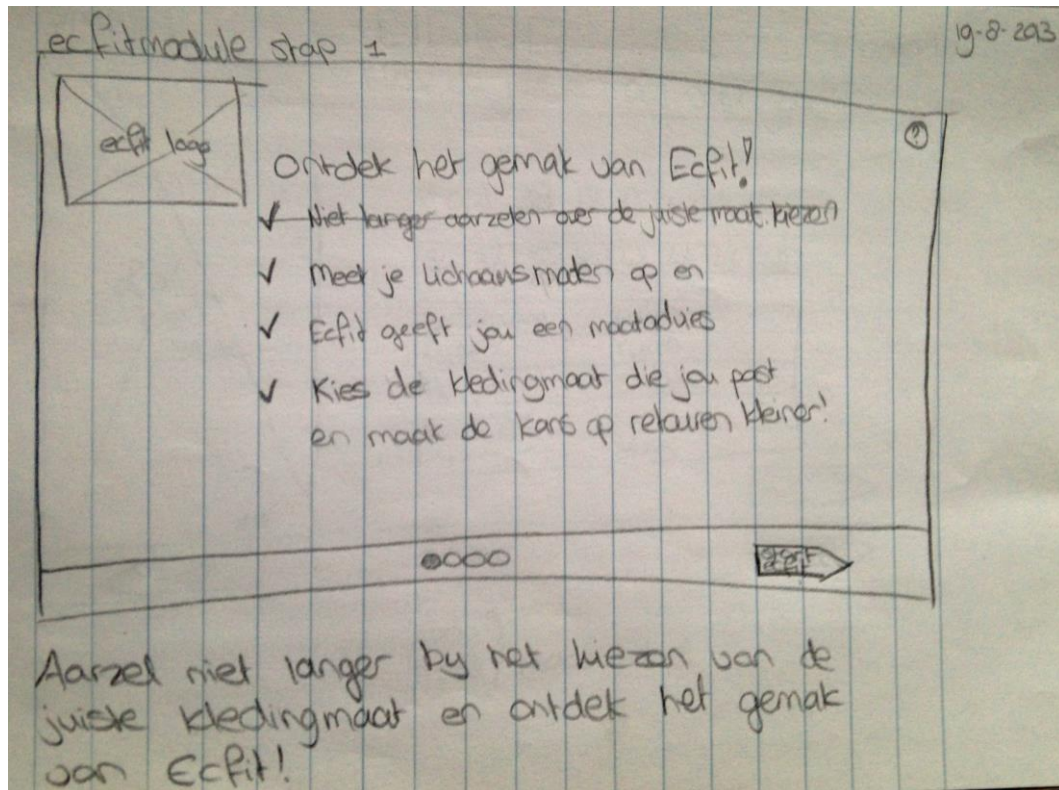 ecfitmodule stap 1
19-8-2013
ecfit logo
?
Ontdek het gemak van Ecfit!
✓ Niet langer aarzelen over de juiste maat kiezen
✓ Meet je lichaamsmaten op en
✓ Ecfit geeft jou een maatadvies
✓ Kies de kledingmaat die jou past
en maak de kans op retouren kleiner!
Aarzel niet langer bij het kiezen van de
juiste kledingmaat en ontdek het gemak
van Ecfit!